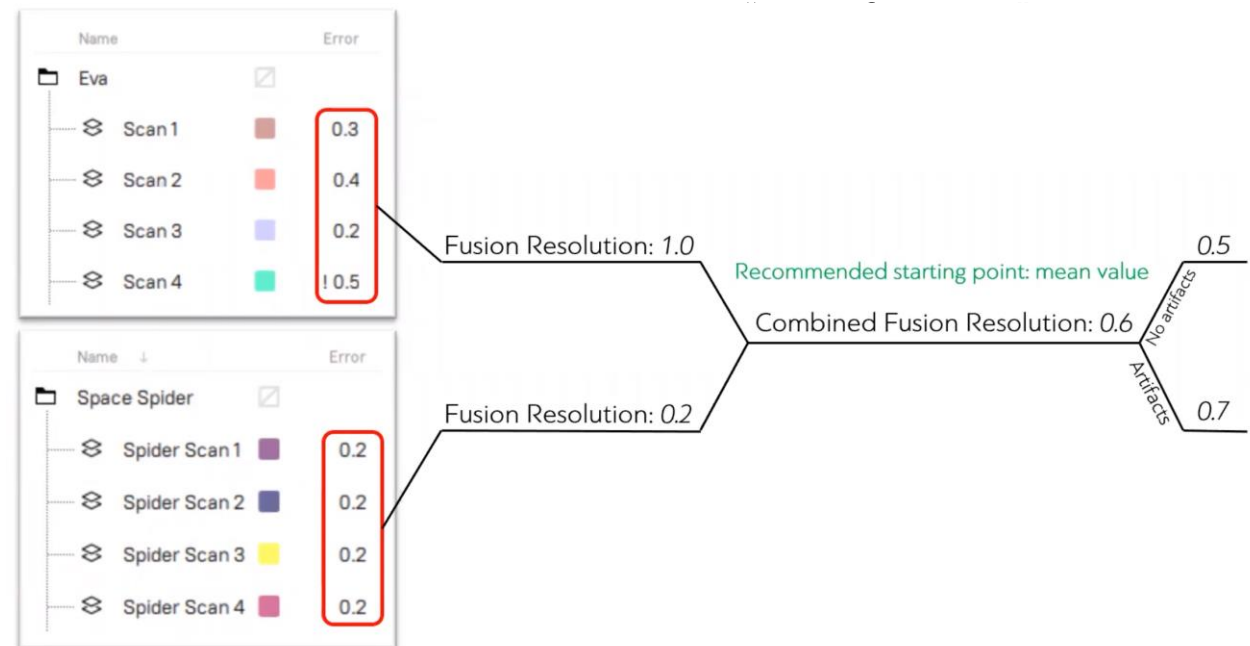 Name Error
Eva
Scan 1 0.3
Scan 2 0.4
Scan 3 0.2
Scan 4 ! 0.5
Name ↓ Error
Space Spider
Spider Scan 1 0.2
Spider Scan 2 0.2
Spider Scan 3 0.2
Spider Scan 4 0.2
Fusion Resolution: 1.0
Fusion Resolution: 0.2
Recommended starting point: mean value
Combined Fusion Resolution: 0.6
No artifacts
0.5
Artifacts
0.7